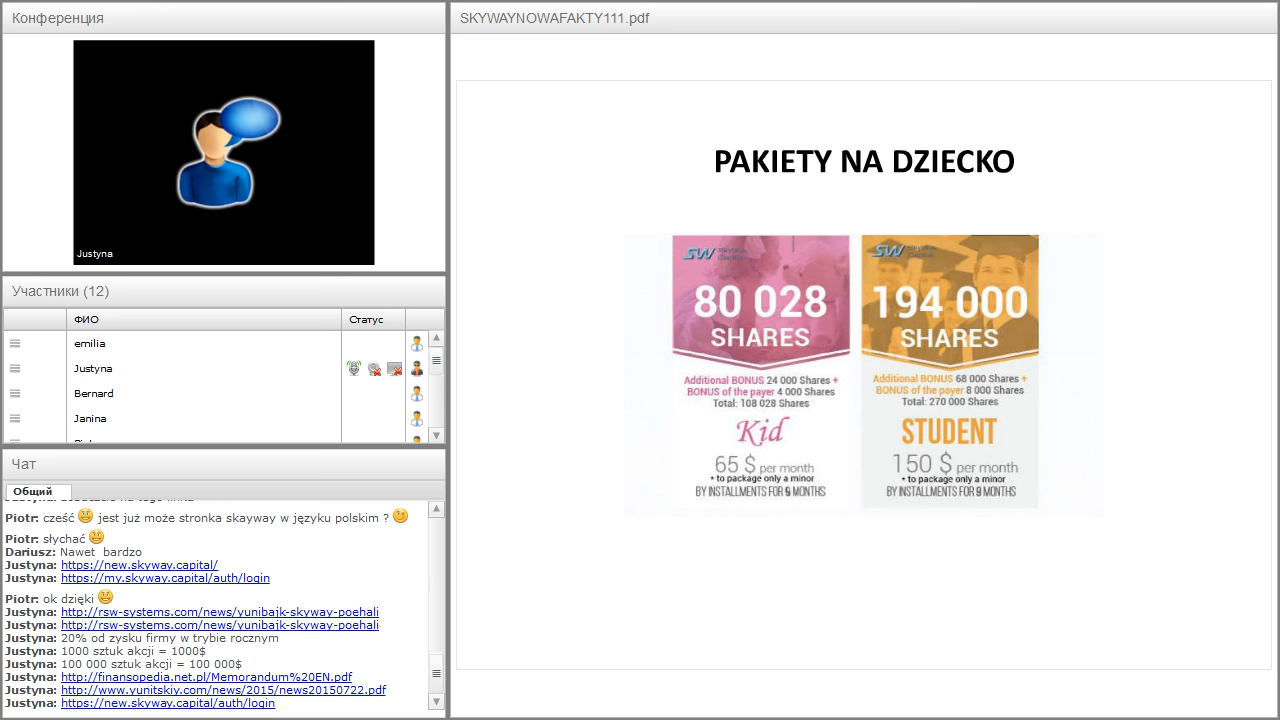 Конференция
Justyna
Участники (12)
ФИО
Статус
emilia
Justyna
Bernard
Janina
Чат
Общий
Piotr: cześć jest już może stronka skayway w języku polskim ?
Piotr: słychać
Dariusz: Nawet bardzo
Justyna: https://new.skyway.capital/
Justyna: https://my.skyway.capital/auth/login
Piotr: ok dzięki
Justyna: http://rsw-systems.com/news/yunibajk-skyway-poehali
Justyna: http://rsw-systems.com/news/yunibajk-skyway-poehali
Justyna: 20% od zysku firmy w trybie rocznym
Justyna: 1000 sztuk akcji = 1000$
Justyna: 100 000 sztuk akcji = 100 000$
Justyna: http://finansopedia.net.pl/Memorandum%20EN.pdf
Justyna: http://www.yunitskiy.com/news/2015/news20150722.pdf
Justyna: https://new.skyway.capital/auth/login
SKYWAYNOWAFAKTY111.pdf
PAKIETY NA DZIECKO
SW
80 028
SHARES
Additional BONUS 24 000 Shares +
BONUS of the payer 4 000 Shares
Total: 108 028 Shares
Kid
65 $ per month
* to package only a minor
BY INSTALLMENTS FOR 9 MONTHS
SW
194 000
SHARES
Additional BONUS 68 000 Shares +
BONUS of the payer 8 000 Shares
Total: 270 000 Shares
STUDENT
150 $ per month
* to package only a minor
BY INSTALLMENTS FOR 9 MONTHS